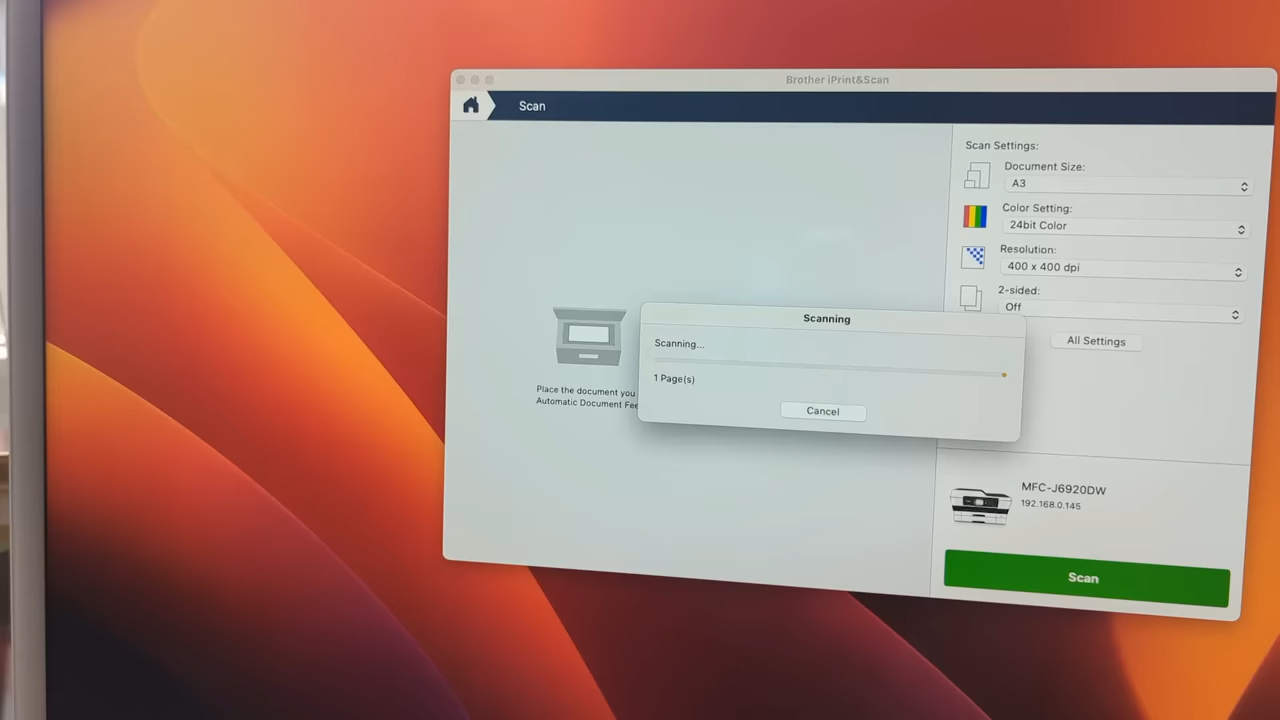 Brother iPrint&Scan
Scan
Scan Settings:
Document Size:
A3
Color Setting:
24bit Color
Resolution:
400 x 400 dpi
2-sided:
Off
All Settings
Place the document you
Automatic Document Fee
Scanning
Scanning...
1 Page(s)
Cancel
MFC-J6920DW
192.168.0.145
Scan